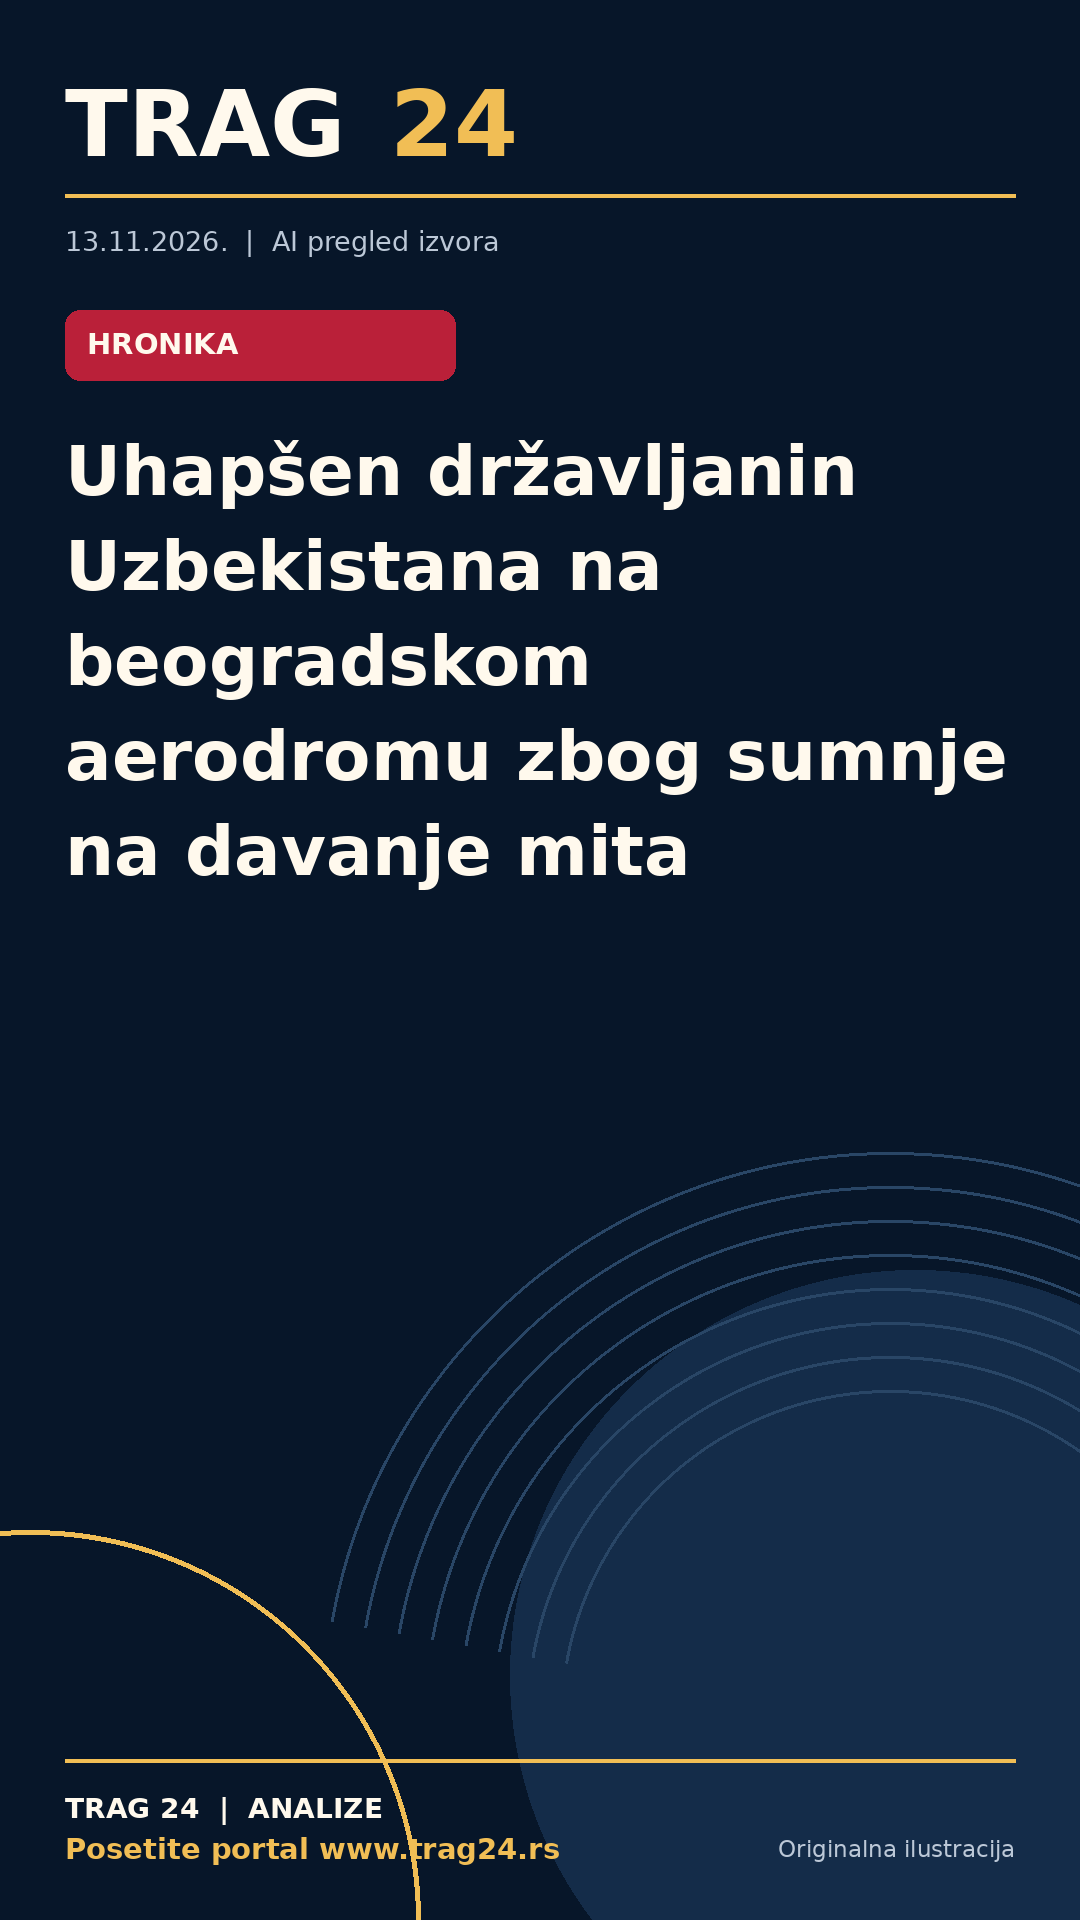 TRAG 24
13.11.2026. | AI pregled izvora
HRONIKA
Uhapšen državljanin
Uzbekistana na
beogradskom
aerodromu zbog sumnje
na davanje mita
TRAG 24 | ANALIZE
Posetite portal www.trag24.rs
Originalna ilustracija